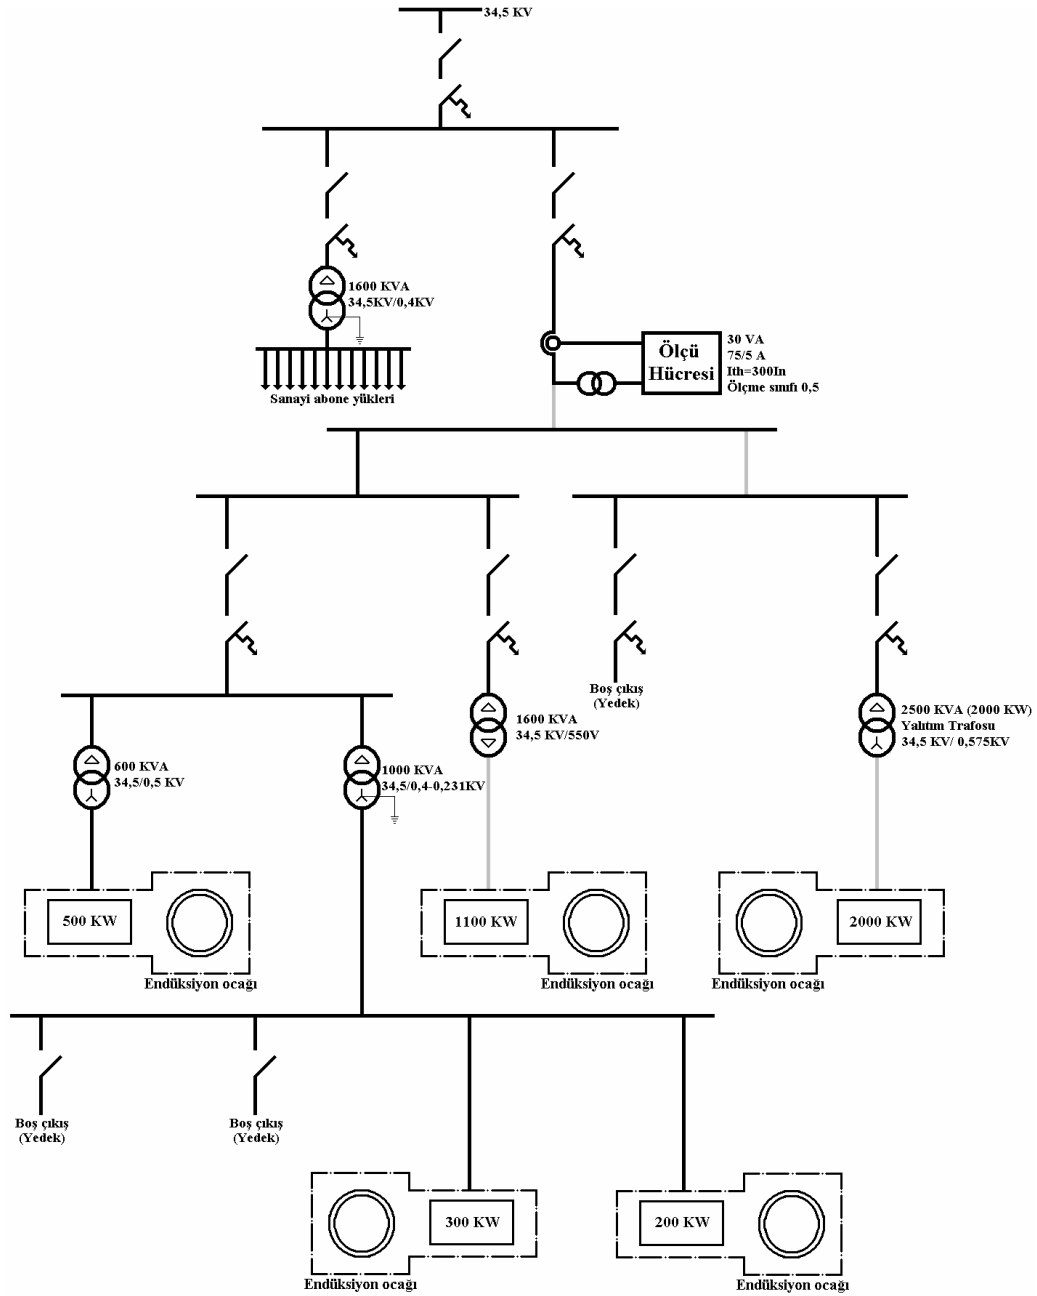 34,5 KV
1600 KVA
34,5KV/0,4KV
Sanayi abone yükleri
Ölçü
Hücresi
30 VA
75/5 A
Ith=300In
Ölçme sınıfı 0,5
Boş çıkış
(Yedek)
600 KVA
34,5/0,5 KV
1000 KVA
34,5/0,4-0,231KV
1600 KVA
34,5 KV/550V
2500 KVA (2000 KW)
Yalıtım Trafosu
34,5 KV/ 0,575KV
500 KW
Endüksiyon ocağı
1100 KW
Endüksiyon ocağı
2000 KW
Endüksiyon ocağı
Boş çıkış
(Yedek)
Boş çıkış
(Yedek)
300 KW
Endüksiyon ocağı
200 KW
Endüksiyon ocağı